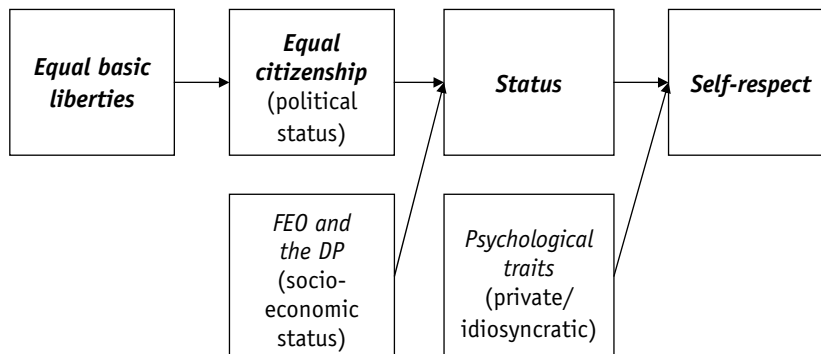 Equal basic
liberties
Equal
citizenship
(political
status)
Status
Self-respect
FEO and
the DP
(socio-
economic
status)
Psychological
traits
(private/
idiosyncratic)